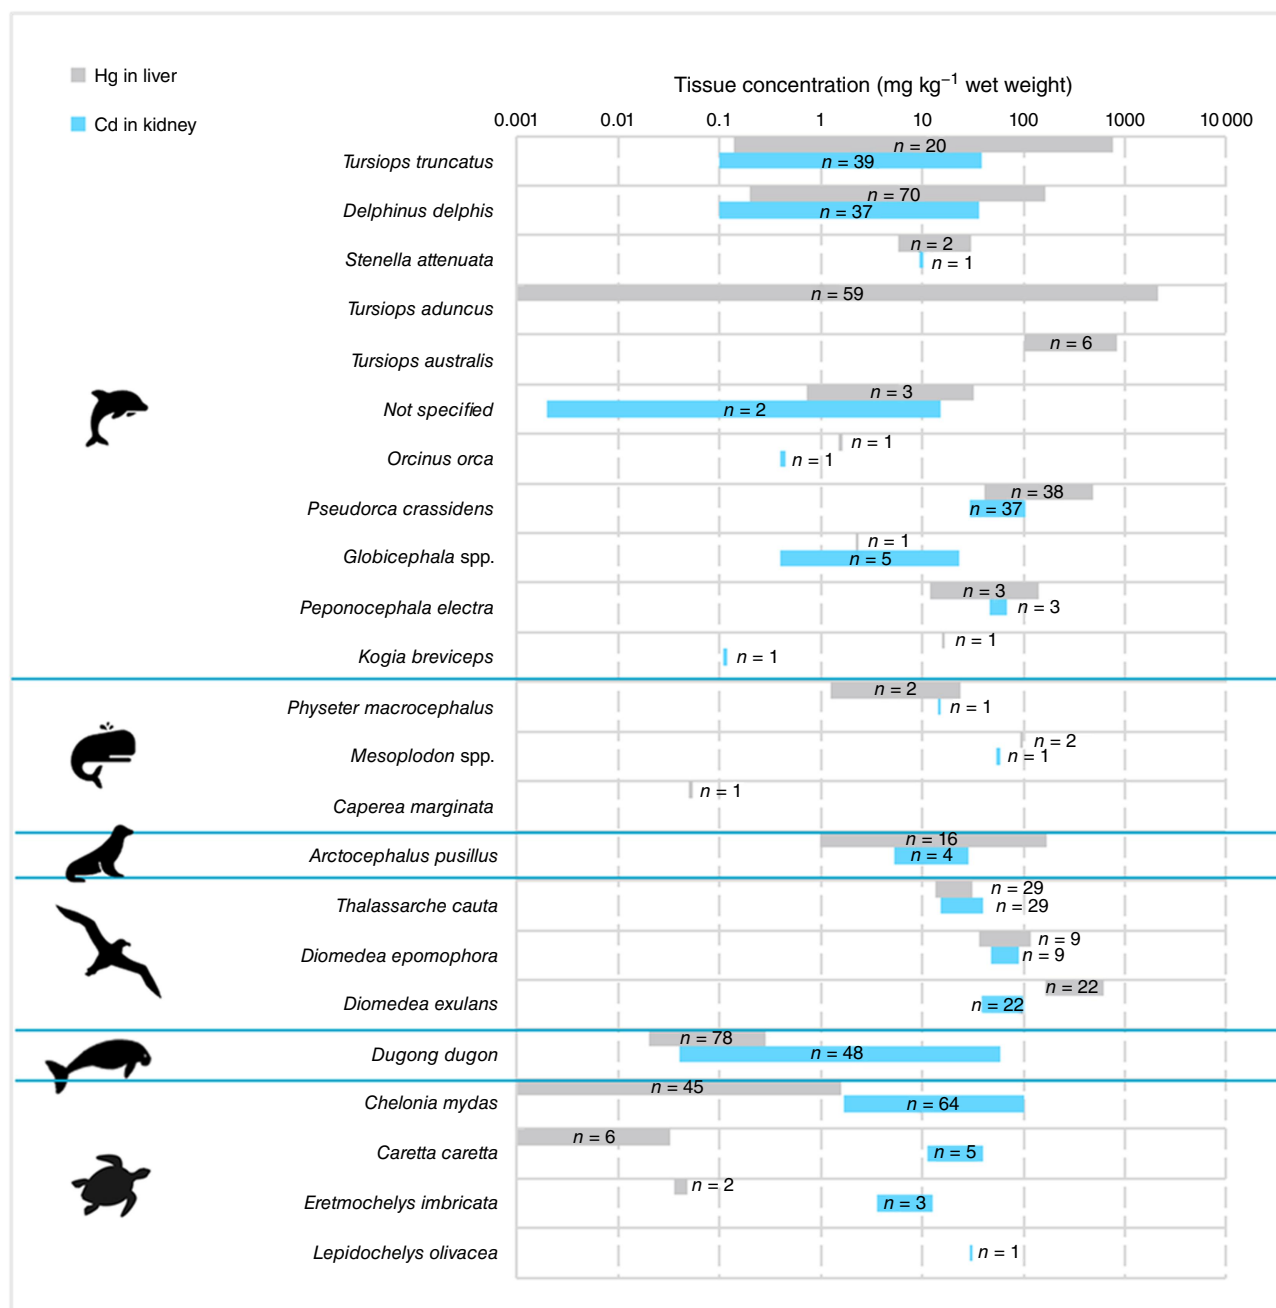 Hg in liver
Cd in kidney
Tissue concentration (mg kg⁻¹ wet weight)
0.001 0.01 0.1 1 10 100 1000 10 000
Tursiops truncatus n = 20
n = 39
Delphinus delphis n = 70
n = 37
Stenella attenuata n = 2
n = 1
Tursiops aduncus n = 59
Tursiops australis n = 6
Not specified n = 3
n = 2
Orcinus orca n = 1
n = 1
Pseudorca crassidens n = 38
n = 37
Globicephala spp. n = 1
n = 5
Peponocephala electra n = 3
n = 3
Kogia breviceps n = 1
n = 1
Physeter macrocephalus n = 2
n = 1
Mesoplodon spp. n = 2
n = 1
Caperea marginata n = 1
Arctocephalus pusillus n = 16
n = 4
Thalassarche cauta n = 29
n = 29
Diomedea epomophora n = 9
n = 9
Diomedea exulans n = 22
n = 22
Dugong dugon n = 78
n = 48
Chelonia mydas n = 45
n = 64
Caretta caretta n = 6
n = 5
Eretmochelys imbricata n = 2
n = 3
Lepidochelys olivacea n = 1